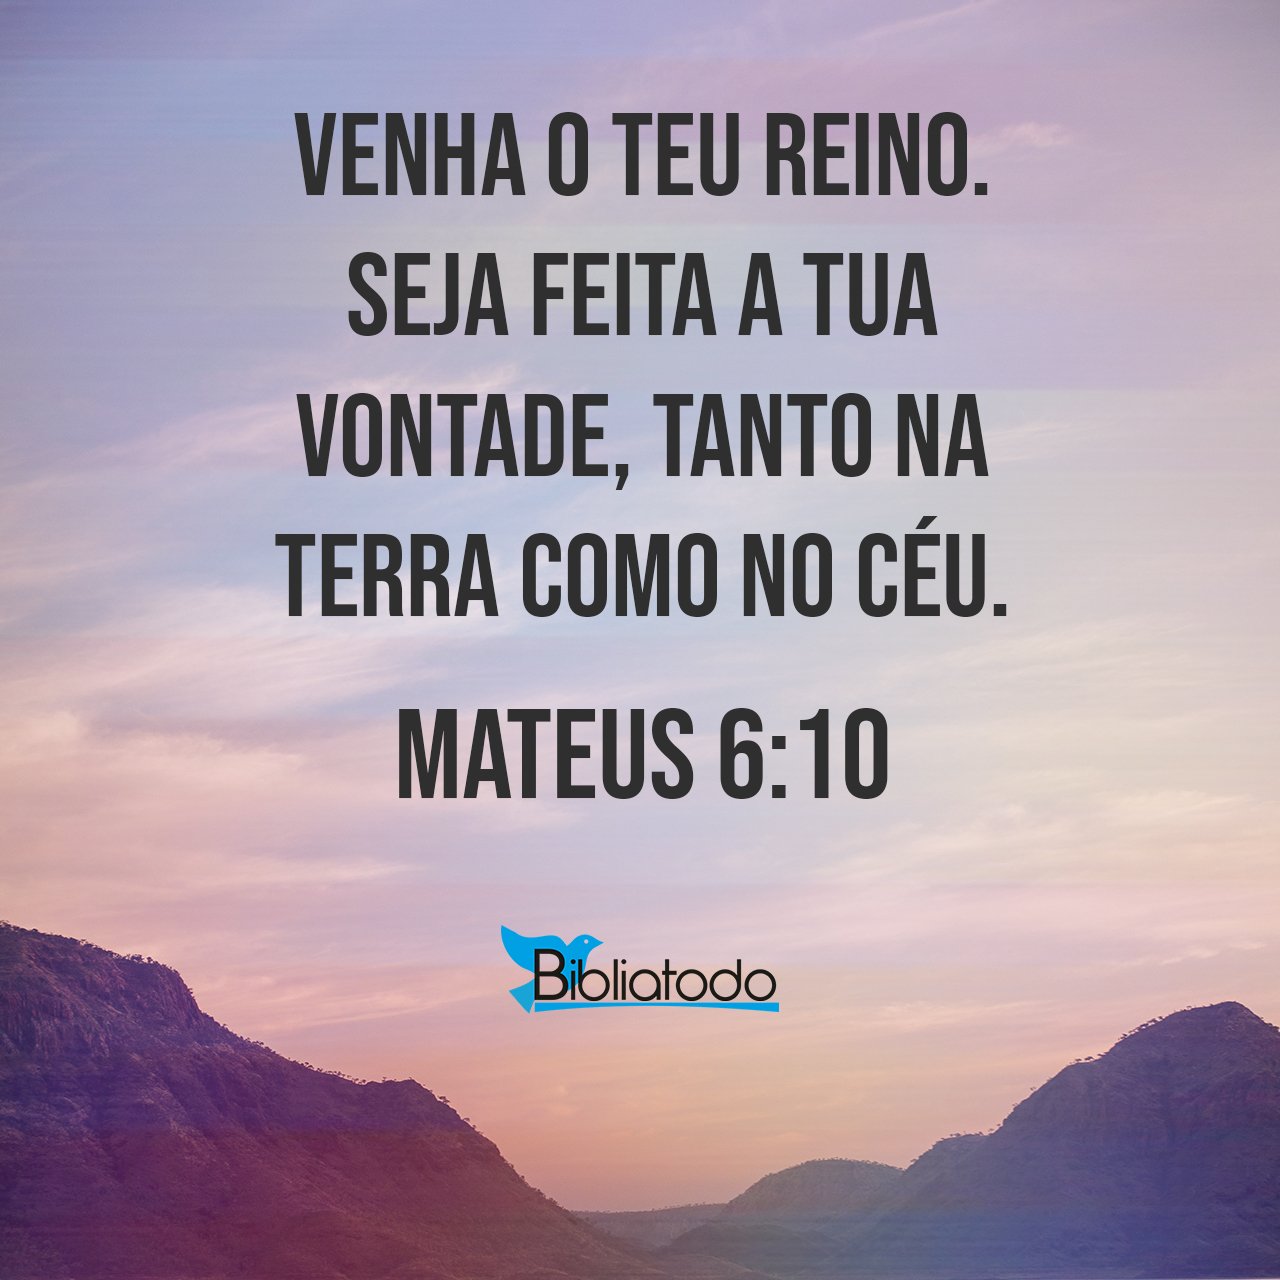 VENHA O TEU REINO.
SEJA FEITA A TUA
VONTADE, TANTO NA
TERRA COMO NO CÉU.
MATEUS 6:10
Bibliatodo